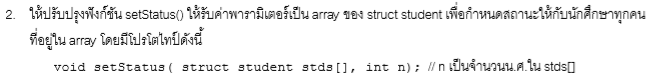 2. ให้ปรับปรุงฟังก์ชัน setStatus() ให้รับค่าพารามิเตอร์เป็น array ของ struct student เพื่อกำหนดสถานะให้กับนักศึกษาทุกคน
ที่อยู่ใน array โดยมีโปรโตไทป์ดังนี้
void setStatus( struct student stds[], int n); // n เป็นจำนวนน.ศ.ใน stds[]